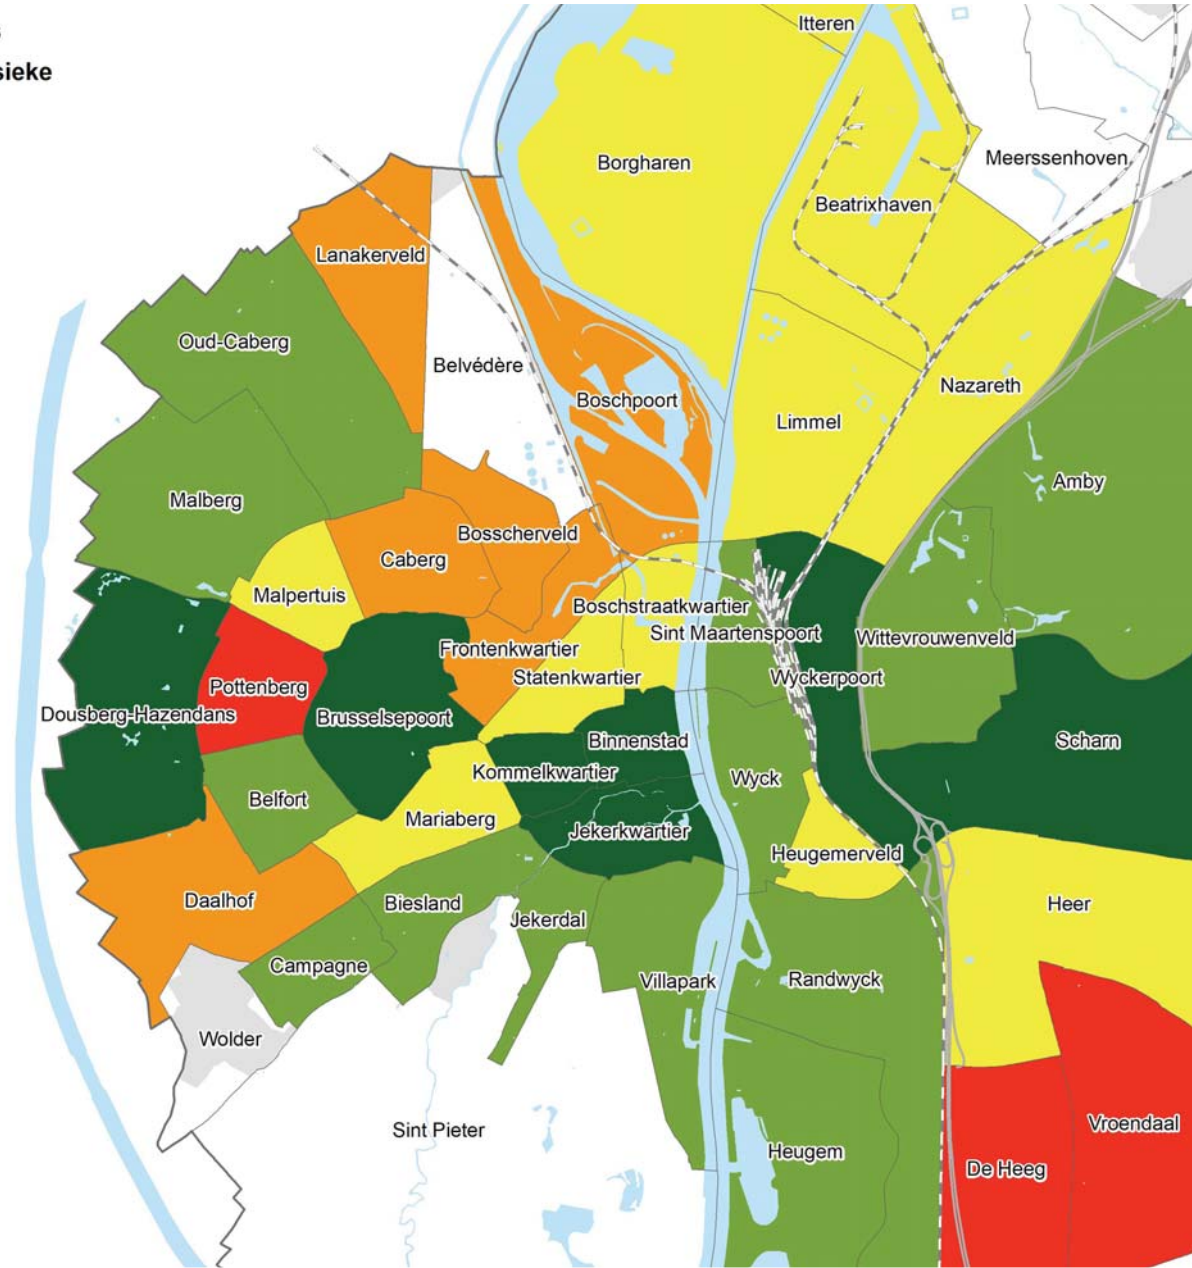 sieke
Itteren
Borgharen
Meerssenhoven
Beatrixhaven
Lanakerveld
Oud-Caberg
Belvédère
Nazareth
Boschpoort
Limmel
Amby
Malberg
Bosscherveld
Caberg
Malpertuis
Boschstraatkwartier
Sint Maartenspoort
Wittevrouwenveld
Frontenkwartier
Statenkwartier
Wyckerpoort
Pottenberg
Dousberg-Hazendans
Brusselsepoort
Binnenstad
Scharn
Kommelkwartier
Wyck
Belfort
Mariaberg
Jekerkwartier
Heugemerveld
Daalhof
Biesland
Heer
Jekerdal
Campagne
Villapark
Randwyck
Wolder
Sint Pieter
Vroendaal
Heugem
De Heeg